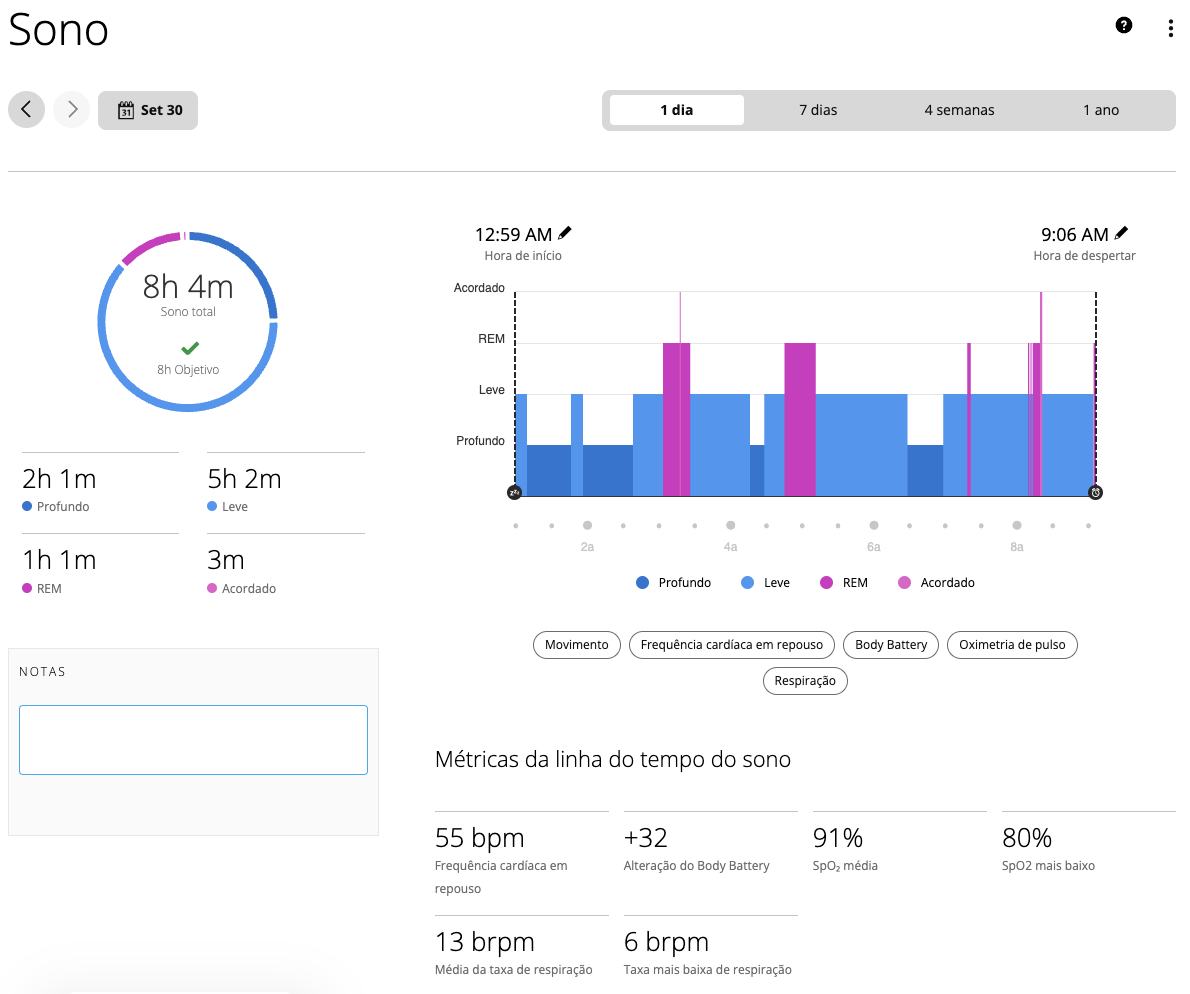 Sono
31 Set 30
1 dia 7 dias 4 semanas 1 ano
8h 4m
Sono total
8h Objetivo
2h 1m
Profundo
5h 2m
Leve
1h 1m
REM
3m
Acordado
NOTAS
12:59 AM
Hora de início
9:06 AM
Hora de despertar
Acordado
REM
Leve
Profundo
zzz
2a 4a 6a 8a
Profundo Leve REM Acordado
Movimento Frequência cardíaca em repouso Body Battery Oximetria de pulso
Respiração
Métricas da linha do tempo do sono
55 bpm
Frequência cardíaca em
repouso
+32
Alteração do Body Battery
91%
SpO₂ média
80%
SpO2 mais baixo
13 brpm
Média da taxa de respiração
6 brpm
Taxa mais baixa de respiração